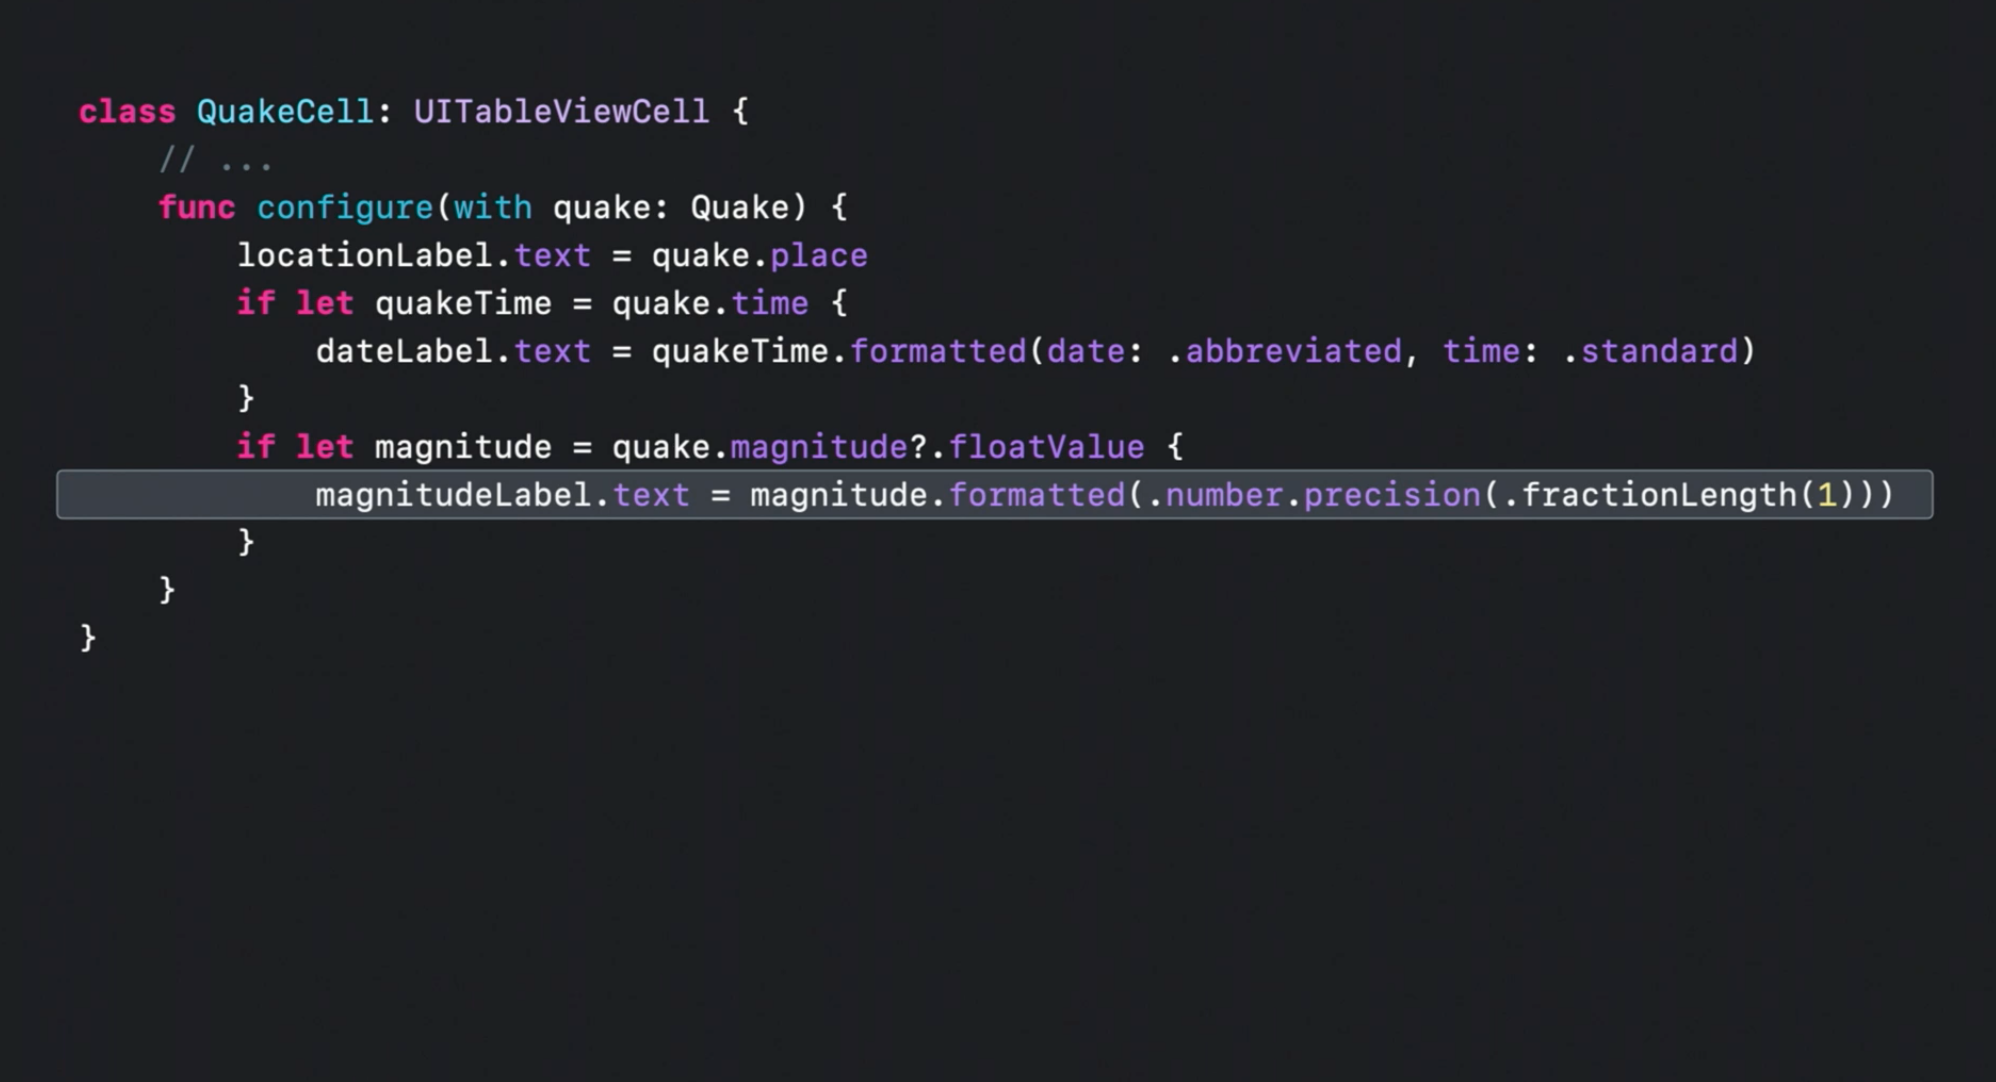 class QuakeCell: UITableViewCell {
    // ...
    func configure(with quake: Quake) {
        locationLabel.text = quake.place
        if let quakeTime = quake.time {
            dateLabel.text = quakeTime.formatted(date: .abbreviated, time: .standard)
        }
        if let magnitude = quake.magnitude?.floatValue {
            magnitudeLabel.text = magnitude.formatted(.number.precision(.fractionLength(1)))
        }
    }
}